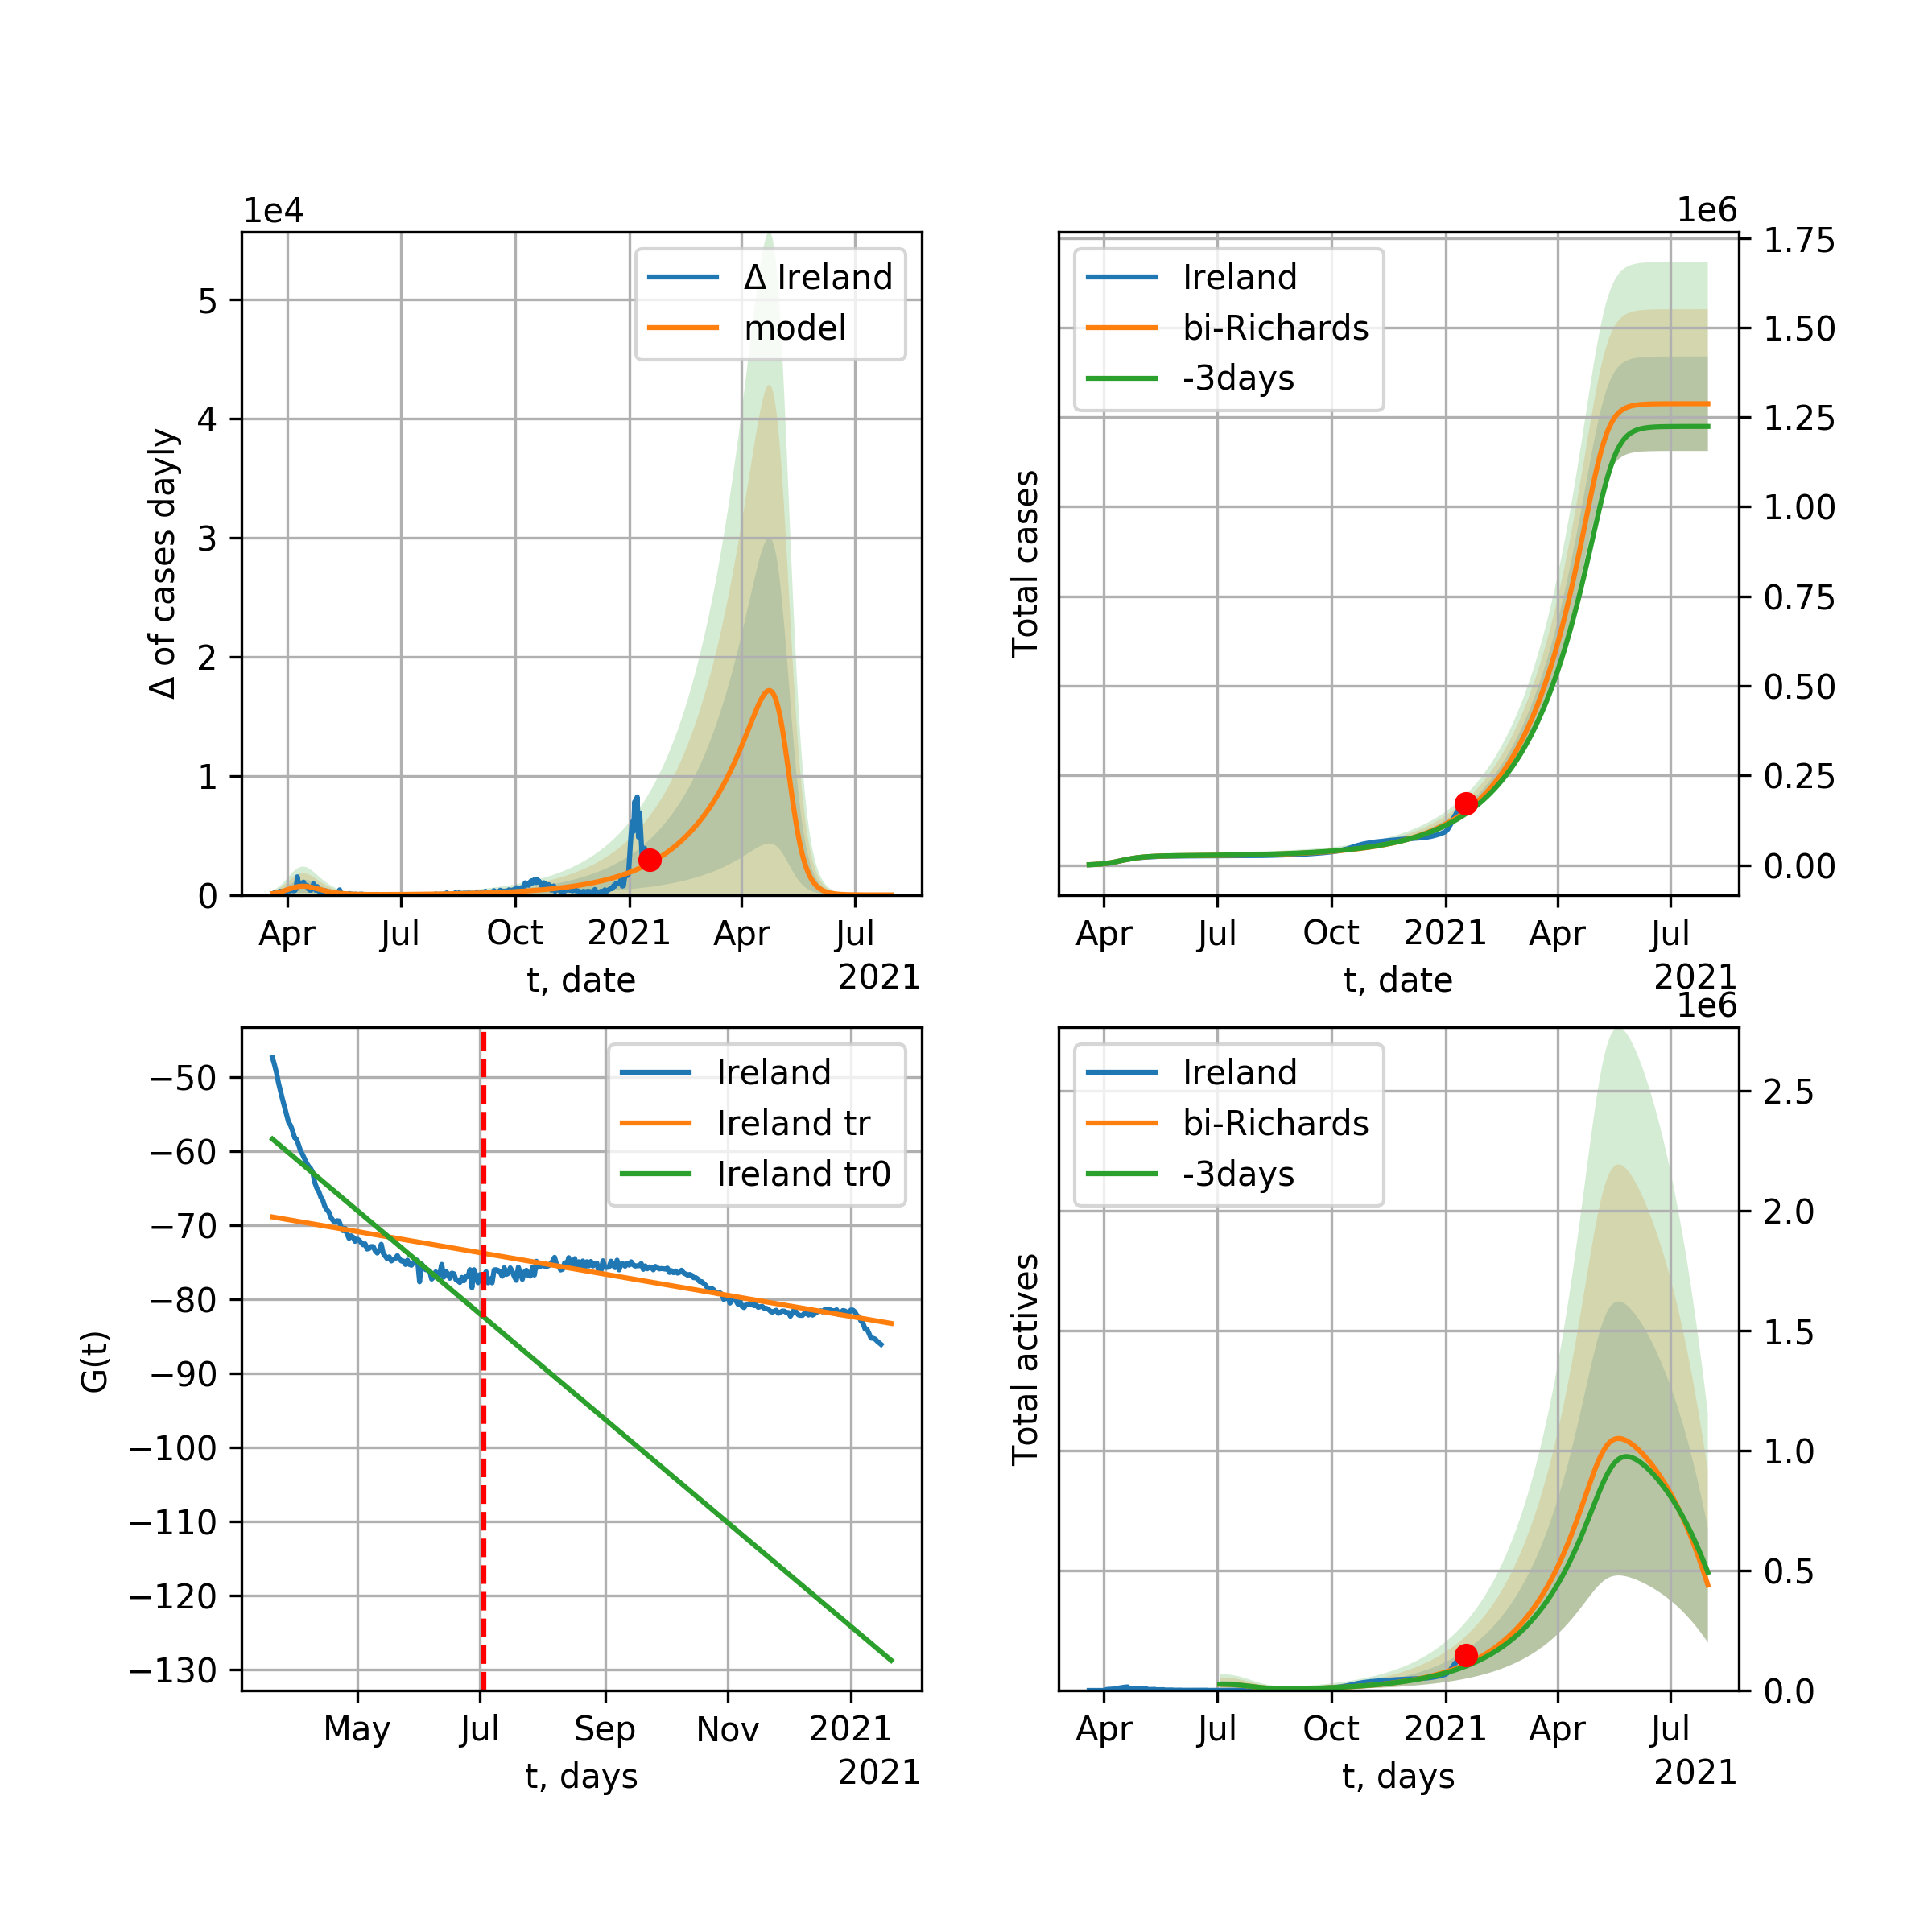 1e4
Δ of cases dayly
5
4
3
2
1
0
Δ Ireland
model
Apr Jul Oct 2021 Apr Jul
t, date
2021
1e6
Total cases
Ireland
bi-Richards
-3days
1.75
1.50
1.25
1.00
0.75
0.50
0.25
0.00
Apr Jul Oct 2021 Apr Jul
t, date
2021
G(t)
−50
−60
−70
−80
−90
−100
−110
−120
−130
Ireland
Ireland tr
Ireland tr0
May Jul Sep Nov 2021
t, days
2021
1e6
Total actives
Ireland
bi-Richards
-3days
2.5
2.0
1.5
1.0
0.5
0.0
Apr Jul Oct 2021 Apr Jul
t, days
2021